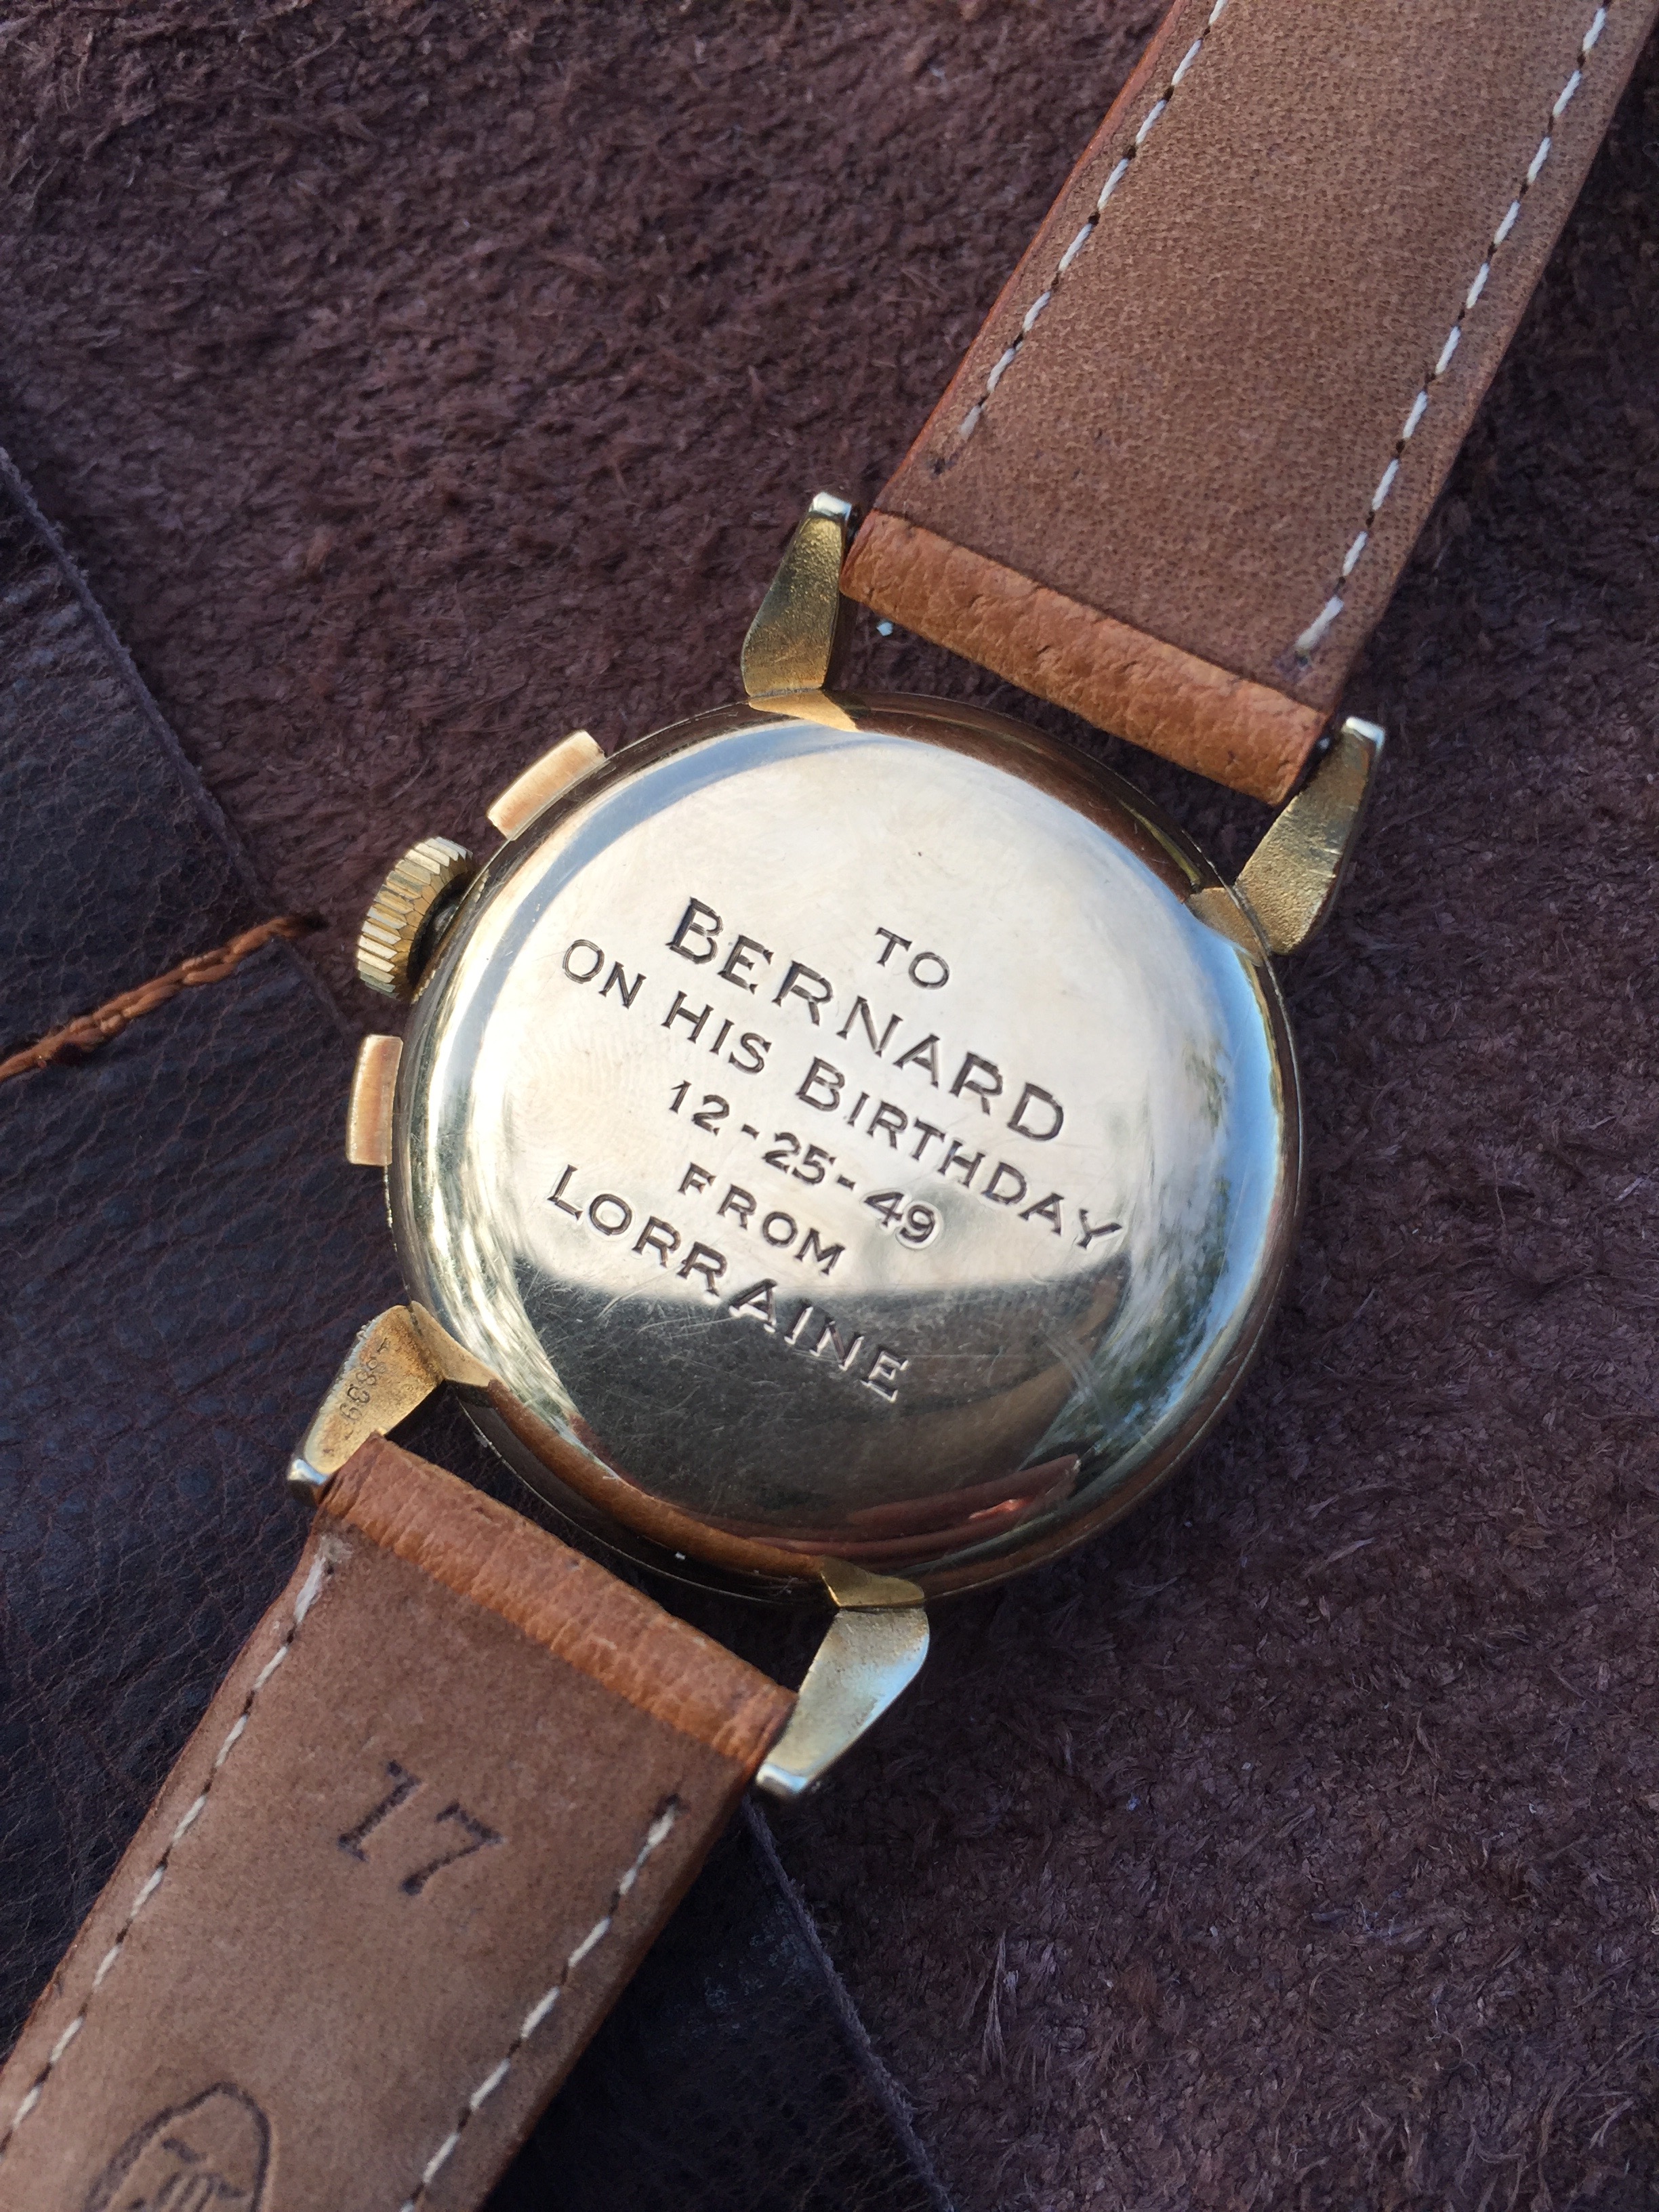 TO
BERNARD
ON HIS BIRTHDAY
12-25-49
FROM
LORRAINE
17